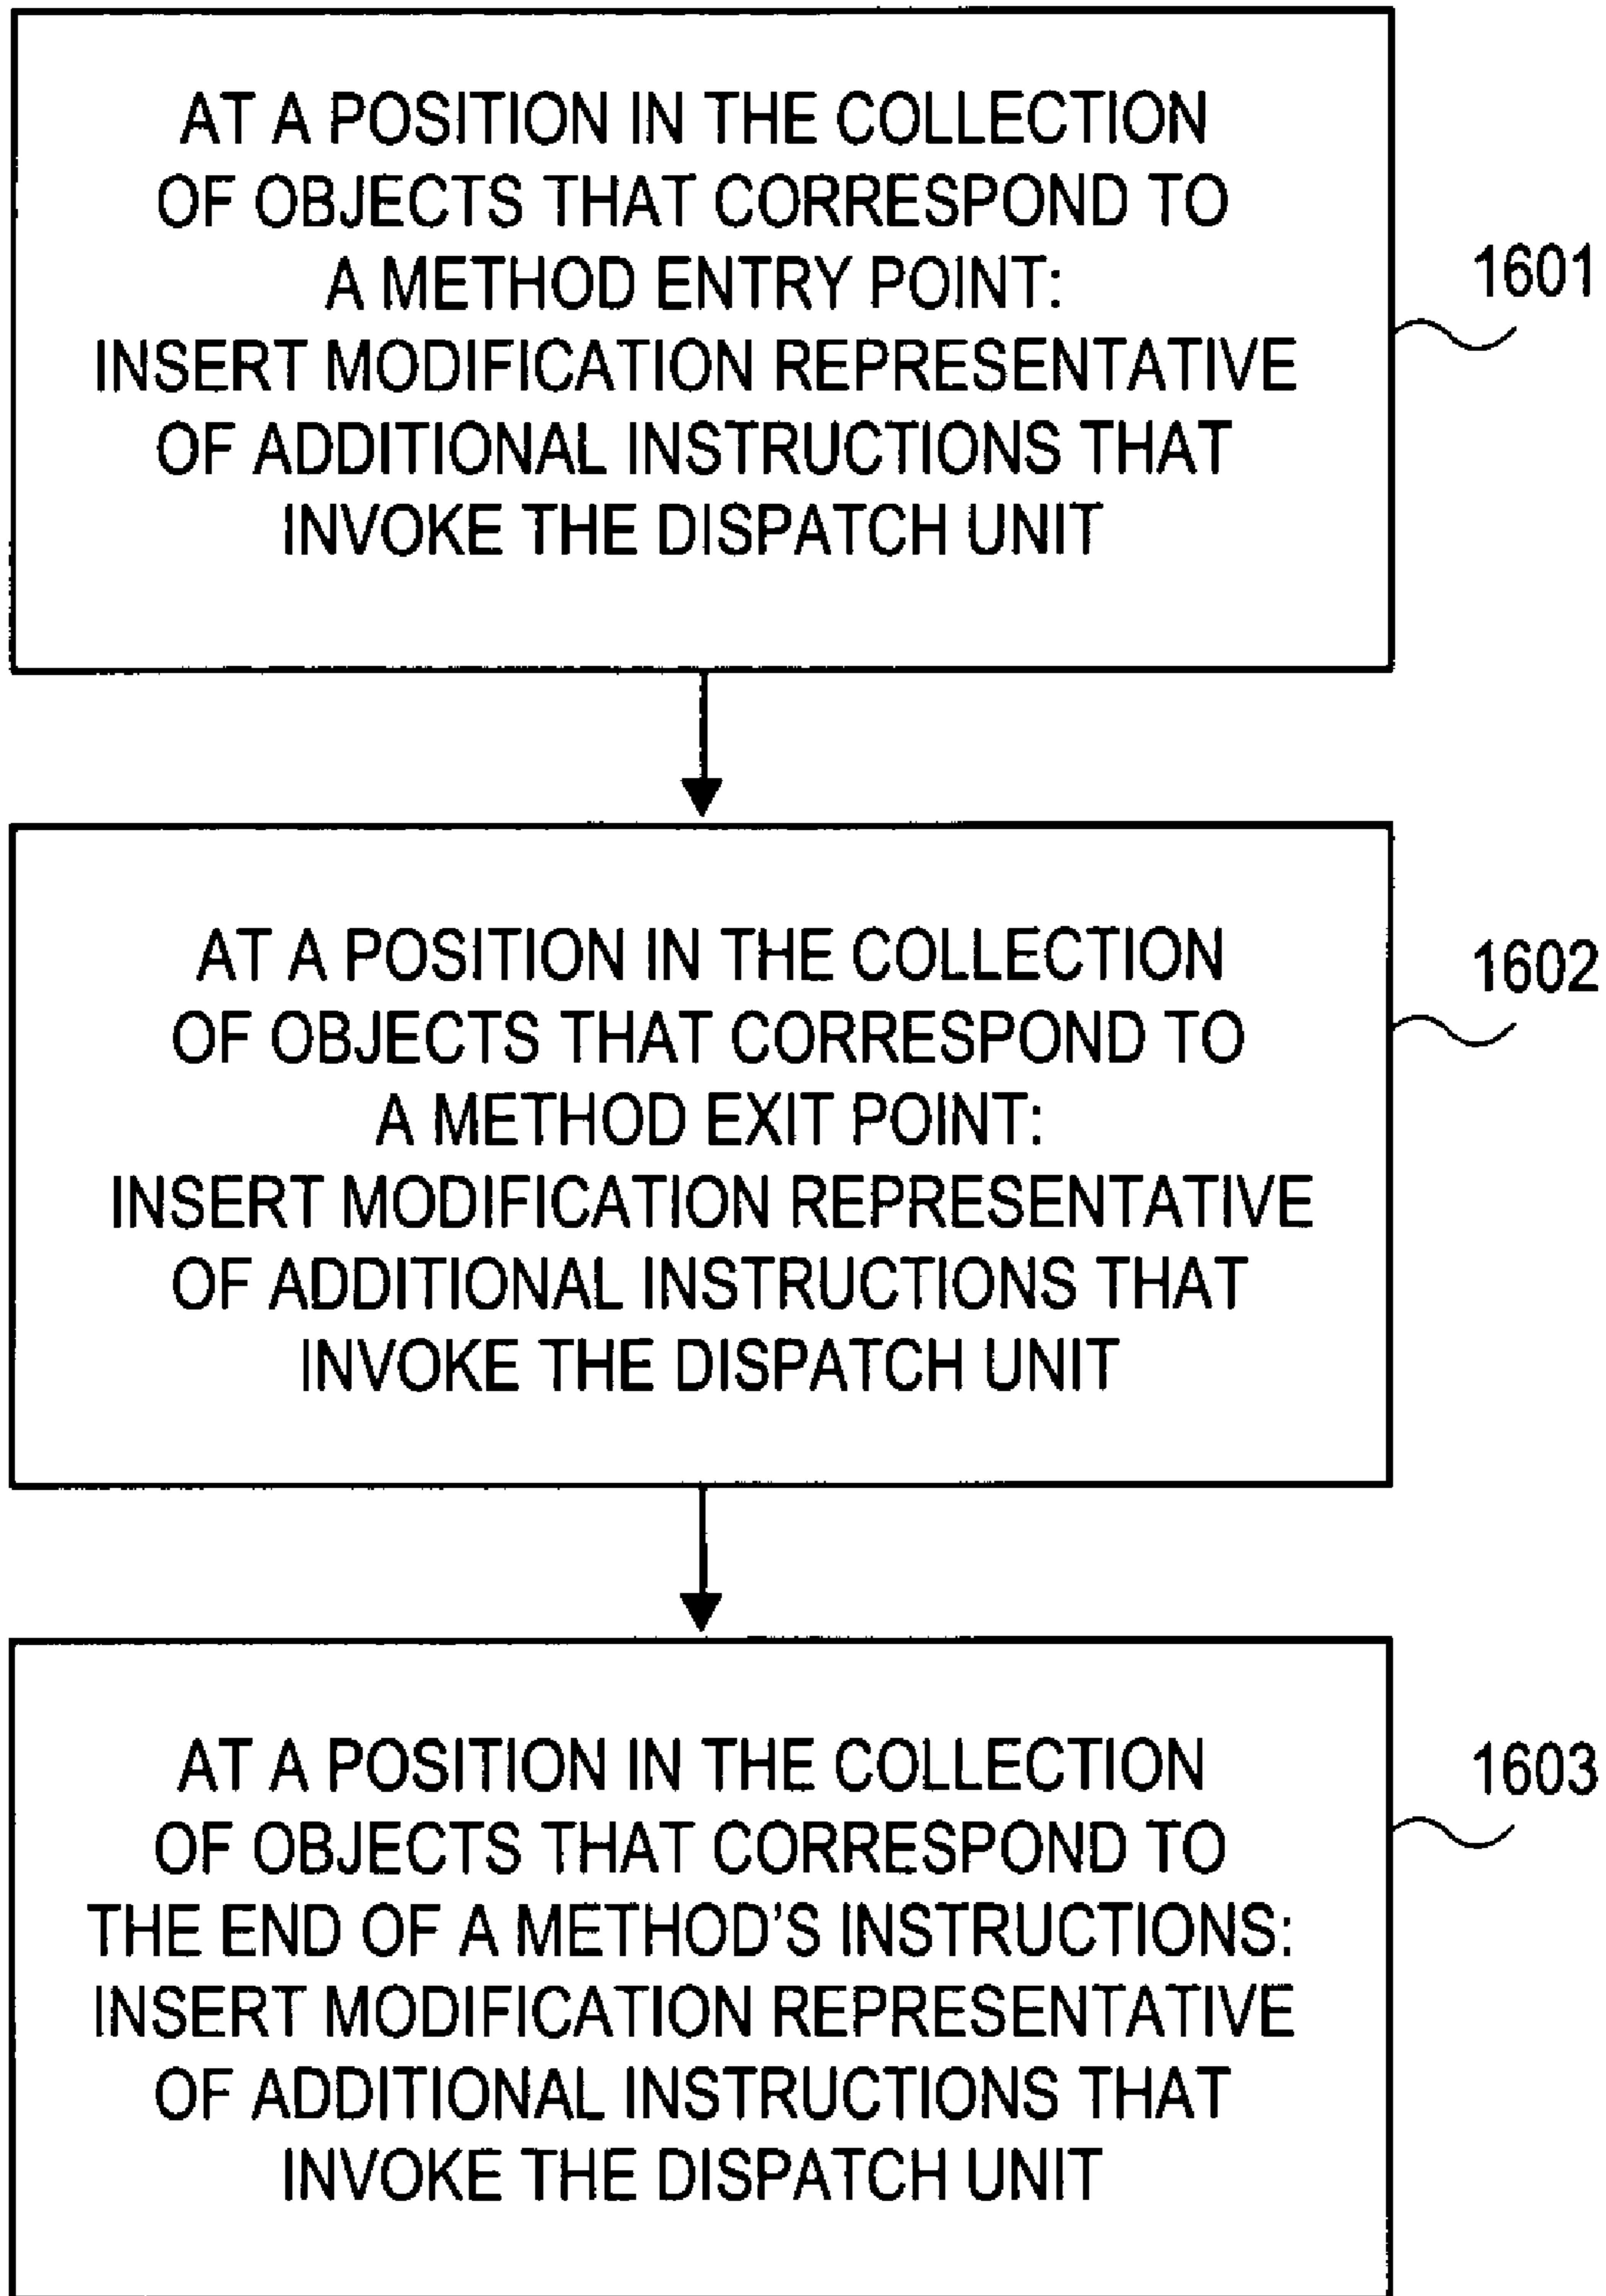 AT A POSITION IN THE COLLECTION
OF OBJECTS THAT CORRESPOND TO
A METHOD ENTRY POINT:
INSERT MODIFICATION REPRESENTATIVE
OF ADDITIONAL INSTRUCTIONS THAT
INVOKE THE DISPATCH UNIT
1601
AT A POSITION IN THE COLLECTION
OF OBJECTS THAT CORRESPOND TO
A METHOD EXIT POINT:
INSERT MODIFICATION REPRESENTATIVE
OF ADDITIONAL INSTRUCTIONS THAT
INVOKE THE DISPATCH UNIT
1602
AT A POSITION IN THE COLLECTION
OF OBJECTS THAT CORRESPOND TO
THE END OF A METHOD'S INSTRUCTIONS:
INSERT MODIFICATION REPRESENTATIVE
OF ADDITIONAL INSTRUCTIONS THAT
INVOKE THE DISPATCH UNIT
1603